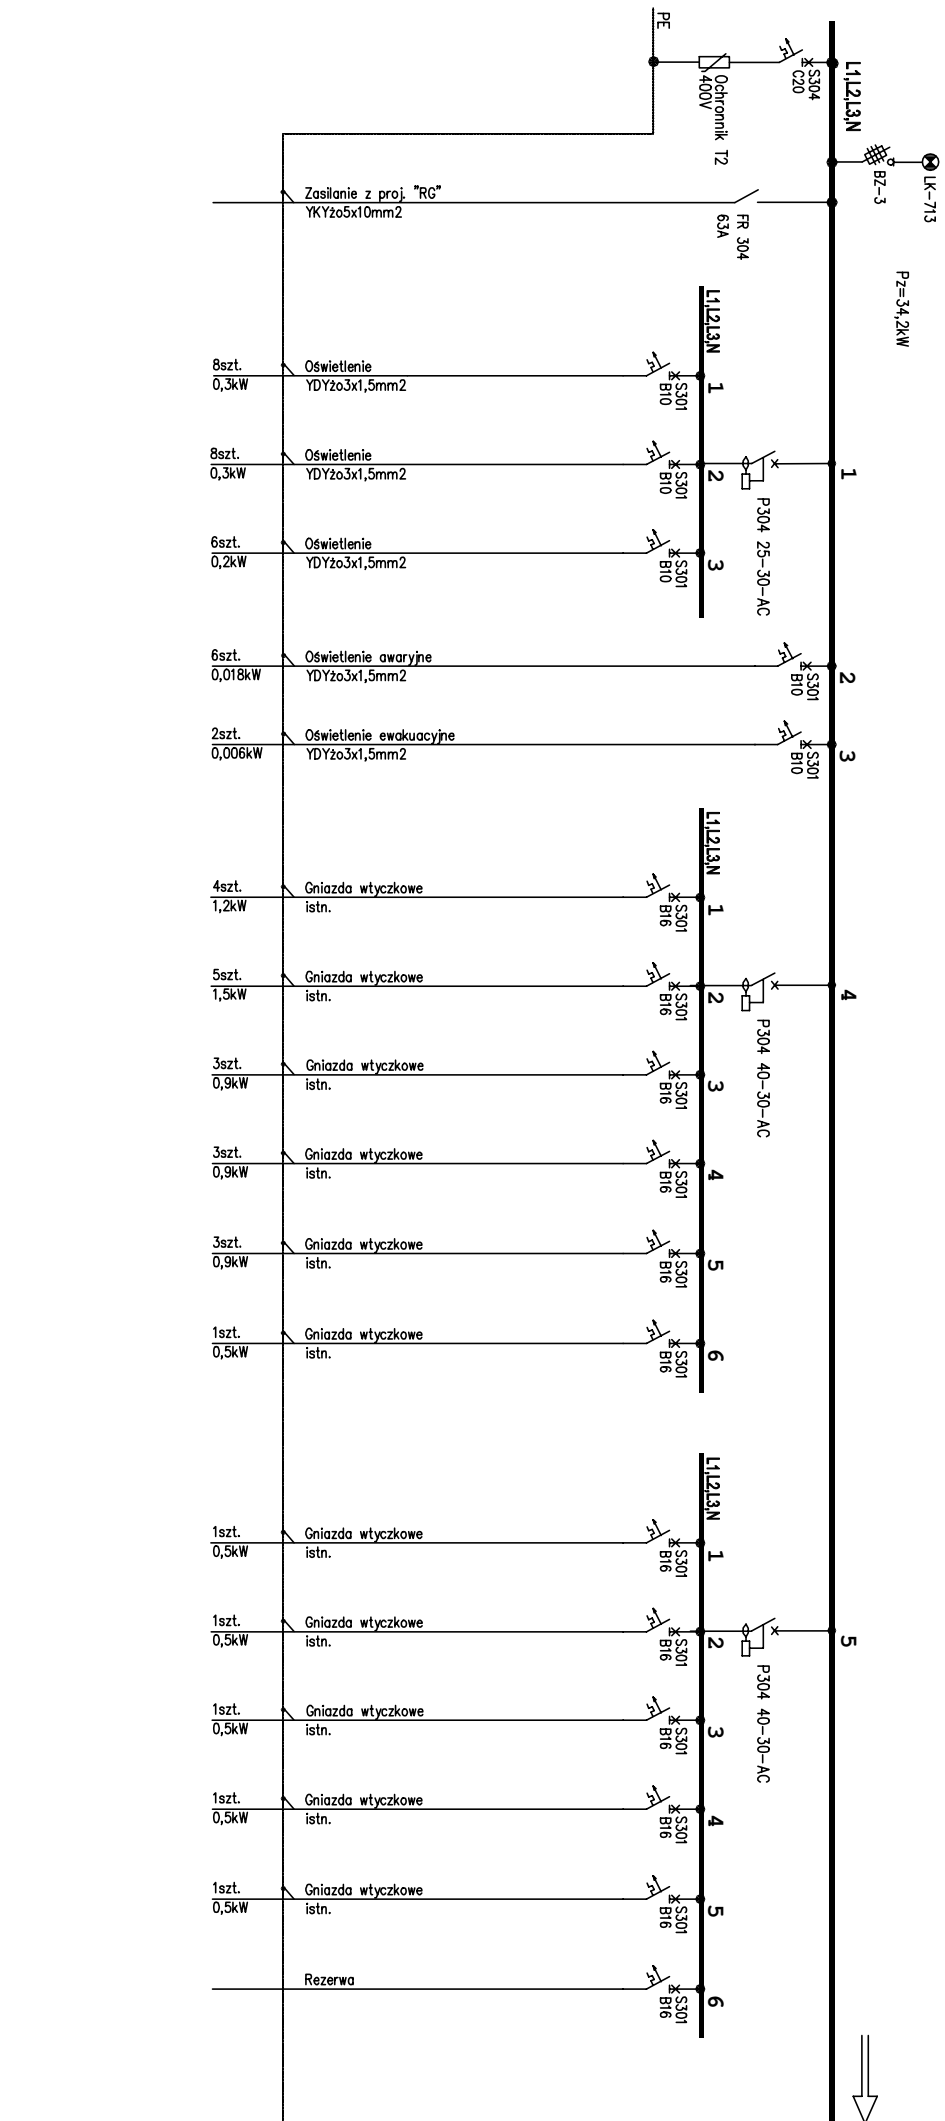 PE
S304
C20
Ochronnik T2
400V
L1,L2,L3,N
LK-713
BZ-3
Pz=34,2kW
Zasilanie z proj. "RG"
YKYżo5x10mm2
FR 304
63A
L1,L2,L3,N
8szt.
0,3kW
Oświetlenie
YDYżo3x1,5mm2
S301
B10
1
8szt.
0,3kW
Oświetlenie
YDYżo3x1,5mm2
S301
B10
2
P304 25-30-AC
1
6szt.
0,2kW
Oświetlenie
YDYżo3x1,5mm2
S301
B10
3
6szt.
0,018kW
Oświetlenie awaryjne
YDYżo3x1,5mm2
S301
B10
2
2szt.
0,006kW
Oświetlenie ewakuacyjne
YDYżo3x1,5mm2
S301
B10
3
L1,L2,L3,N
4szt.
1,2kW
Gniazda wtyczkowe
istn.
S301
B16
1
5szt.
1,5kW
Gniazda wtyczkowe
istn.
S301
B16
2
P304 40-30-AC
4
3szt.
0,9kW
Gniazda wtyczkowe
istn.
S301
B16
3
3szt.
0,9kW
Gniazda wtyczkowe
istn.
S301
B16
4
3szt.
0,9kW
Gniazda wtyczkowe
istn.
S301
B16
5
1szt.
0,5kW
Gniazda wtyczkowe
istn.
S301
B16
6
L1,L2,L3,N
1szt.
0,5kW
Gniazda wtyczkowe
istn.
S301
B16
1
1szt.
0,5kW
Gniazda wtyczkowe
istn.
S301
B16
2
P304 40-30-AC
5
1szt.
0,5kW
Gniazda wtyczkowe
istn.
S301
B16
3
1szt.
0,5kW
Gniazda wtyczkowe
istn.
S301
B16
4
1szt.
0,5kW
Gniazda wtyczkowe
istn.
S301
B16
5
Rezerwa
S301
B16
6